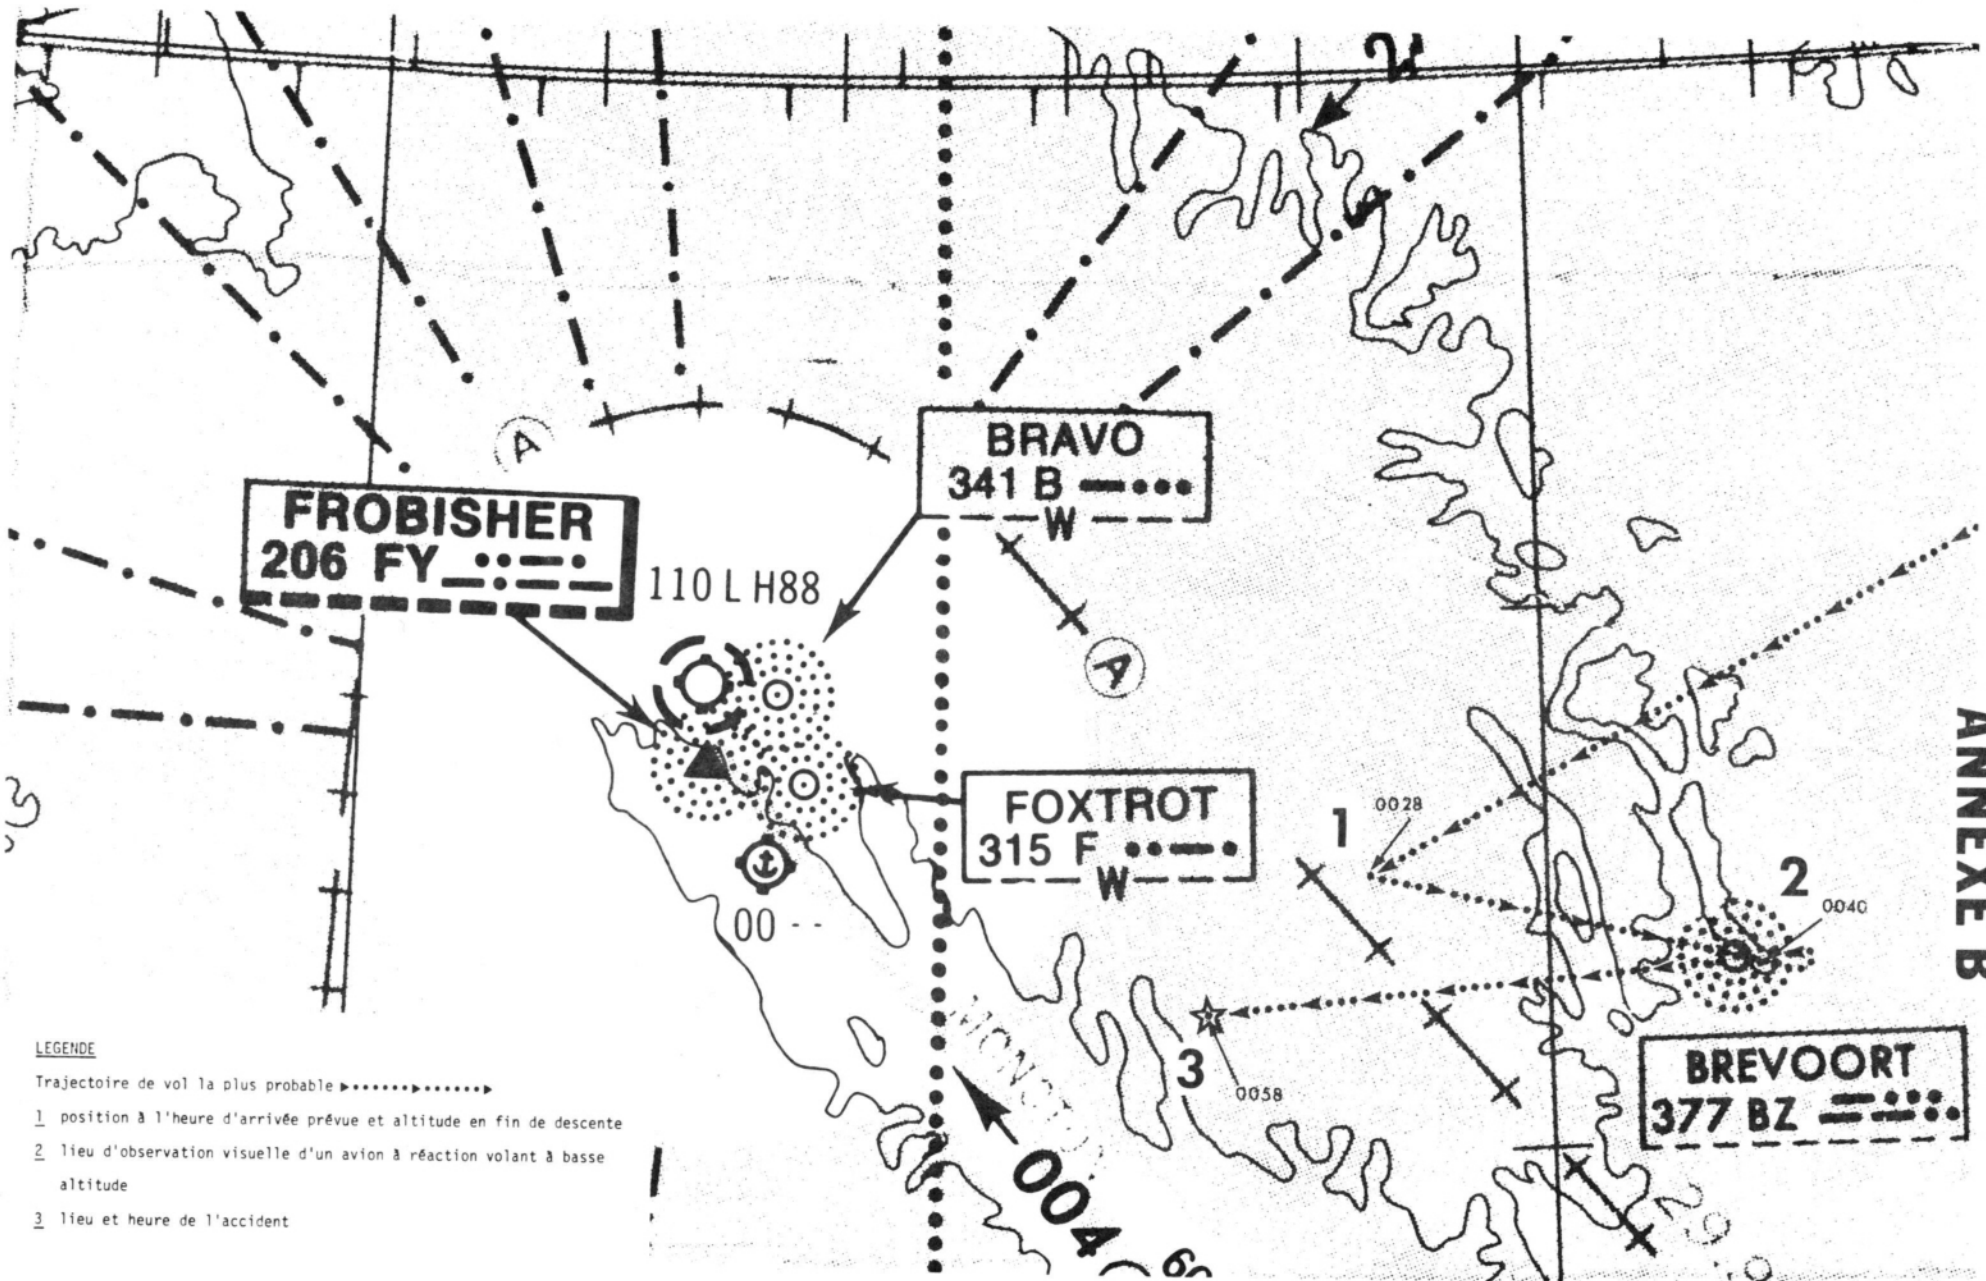 A
BRAVO
341 B
W
FROBISHER
206 FY
110 L H88
A
FOXTROT
315 F
W
1
0028
2
0040
ANNEXE B
00 --
3
0058
BREVOORT
377 BZ
004
LEGENDE
Trajectoire de vol la plus probable
1 position à l'heure d'arrivée prévue et altitude en fin de descente
2 lieu d'observation visuelle d'un avion à réaction volant à basse
altitude
3 lieu et heure de l'accident